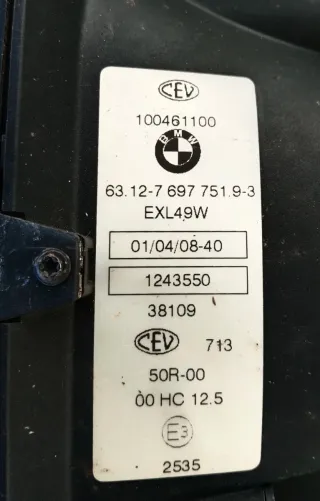 CEV
100461100
BMW
63.12-7 697 751.9-3
EXL49W
01/04/08-40
1243550
38109
CEV 713
50R-00
00 HC 12.5
E3
2535